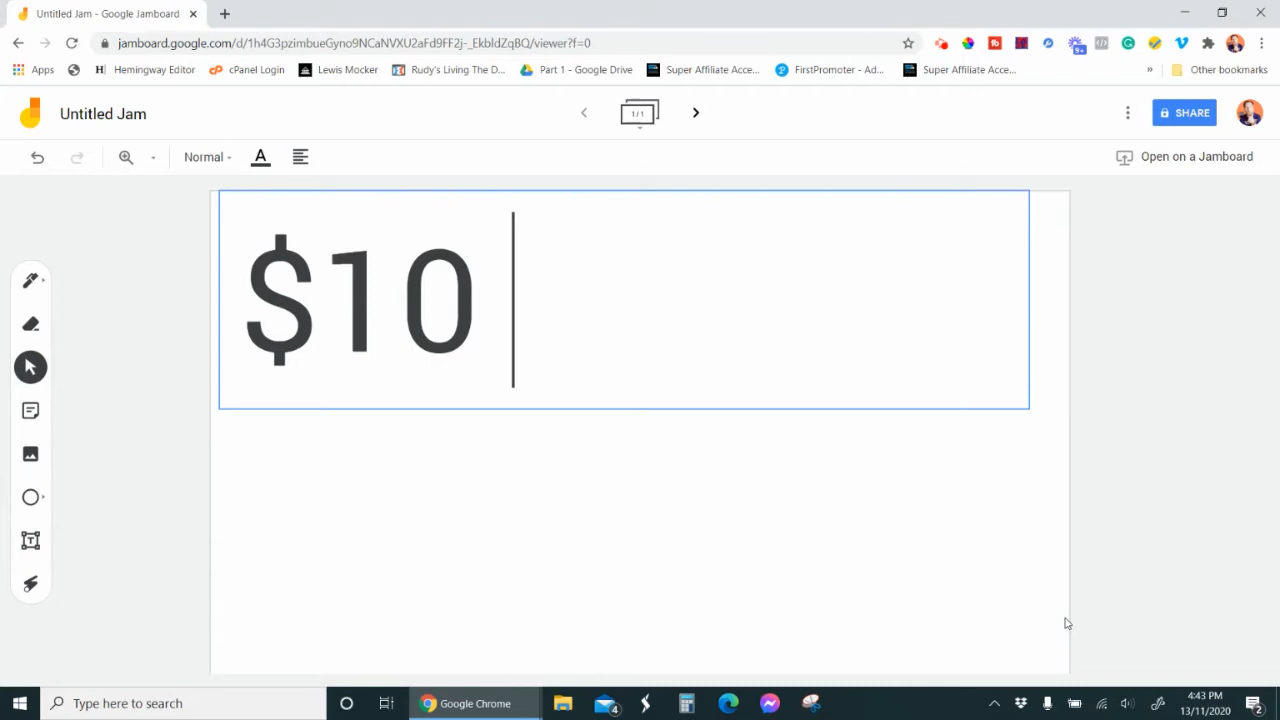 Untitled Jam - Google Jamboard
jamboard.google.com/d/1h4G3pzimbueGyno9NCaNVXU2aFd9FF2j-_EkbldZqBQ/viewer?f=0
9+
Apps
Hemingway Editor
cPanel Login
Lewis Mocker
Rudy's Living The D...
Part 1 - Google Drive
Super Affiliate Acce...
FirstPromoter - Ad...
Super Affiliate Acce...
»
Other bookmarks
Untitled Jam
1 / 1
SHARE
Normal
A
Open on a Jamboard
$10
T
Type here to search
Google Chrome
4
4:43 PM
13/11/2020
2